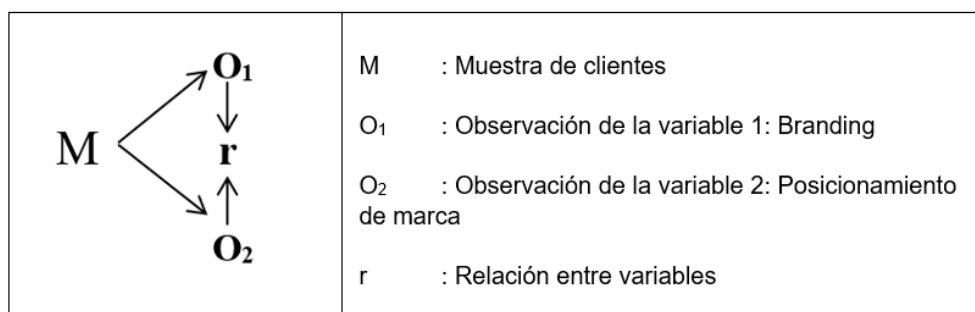 O₁
M
r
O₂
M : Muestra de clientes
O₁ : Observación de la variable 1: Branding
O₂ : Observación de la variable 2: Posicionamiento
de marca
r : Relación entre variables